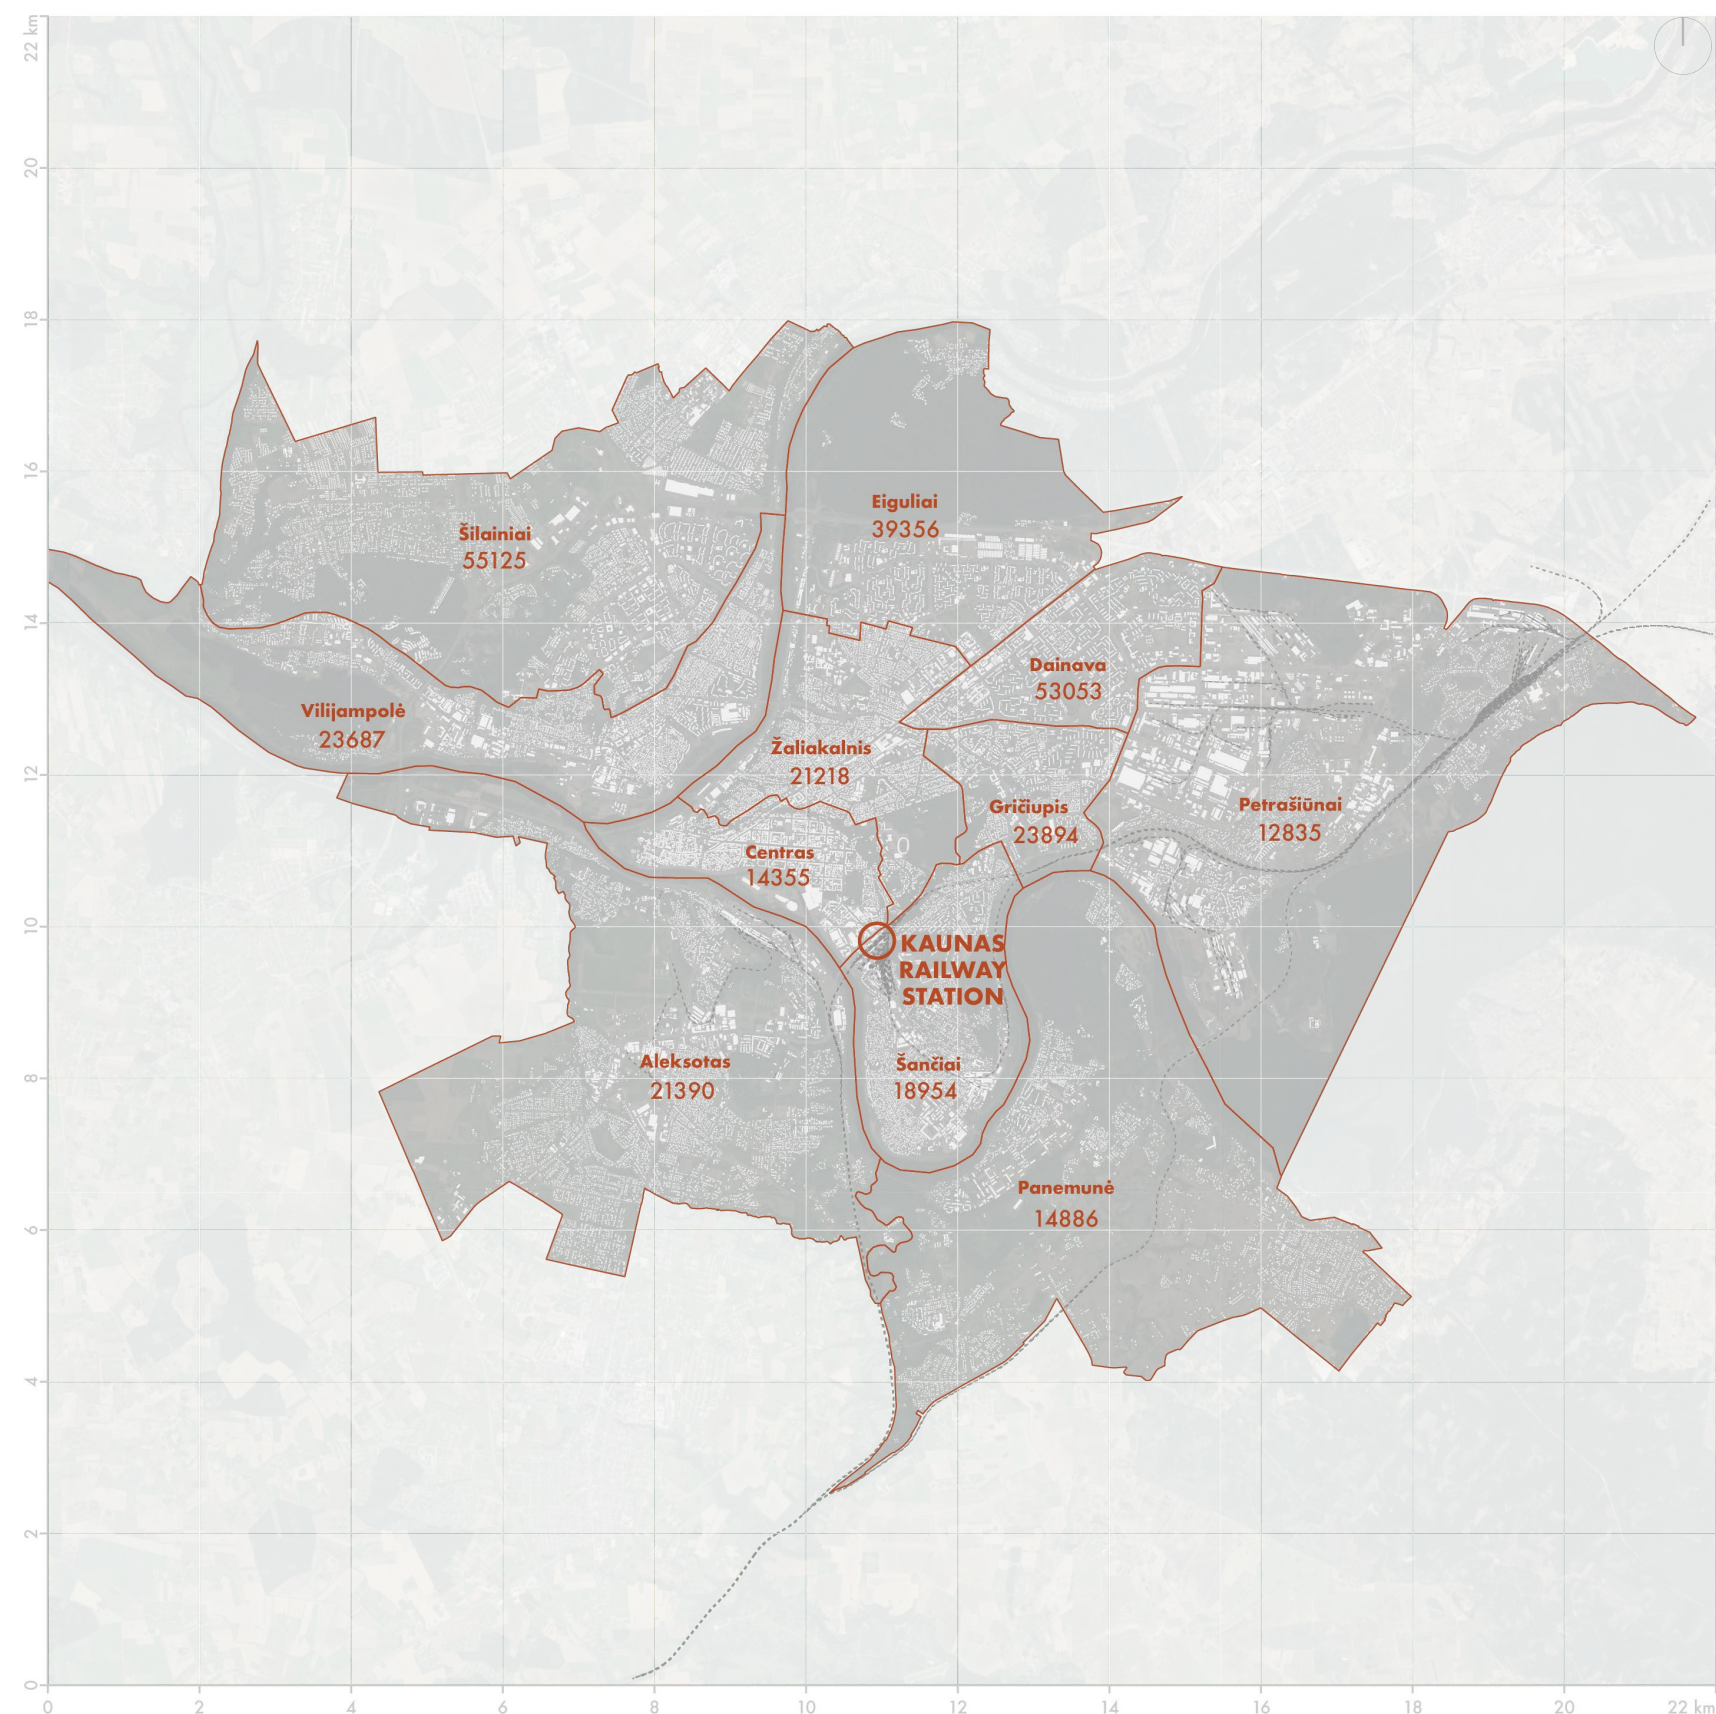 22 km
20
18
16
14
12
10
8
6
4
2
0
Eiguliai
39356
Šilainiai
55125
Dainava
53053
Vilijampolė
23687
Žaliakalnis
21218
Gričiupis
23894
Petrašiūnai
12835
Centras
14355
0
KAUNAS
RAILWAY
STATION
Aleksotas
21390
Šančiai
18954
Panemunė
14886
0
2
4
6
8
10
12
14
16
18
20
22 km